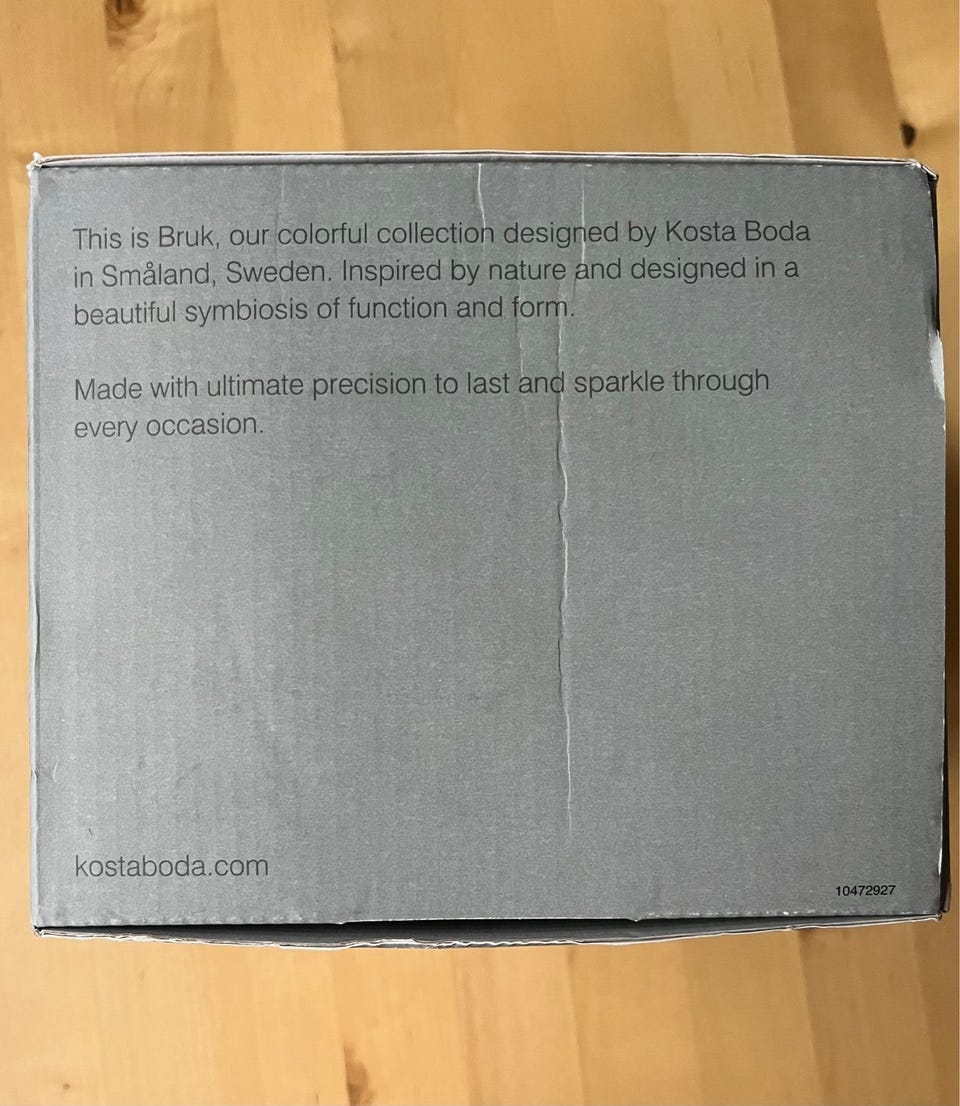 This is Bruk, our colorful collection designed by Kosta Boda
in Småland, Sweden. Inspired by nature and designed in a
beautiful symbiosis of function and form.
Made with ultimate precision to last and sparkle through
every occasion.
kostaboda.com
10472927